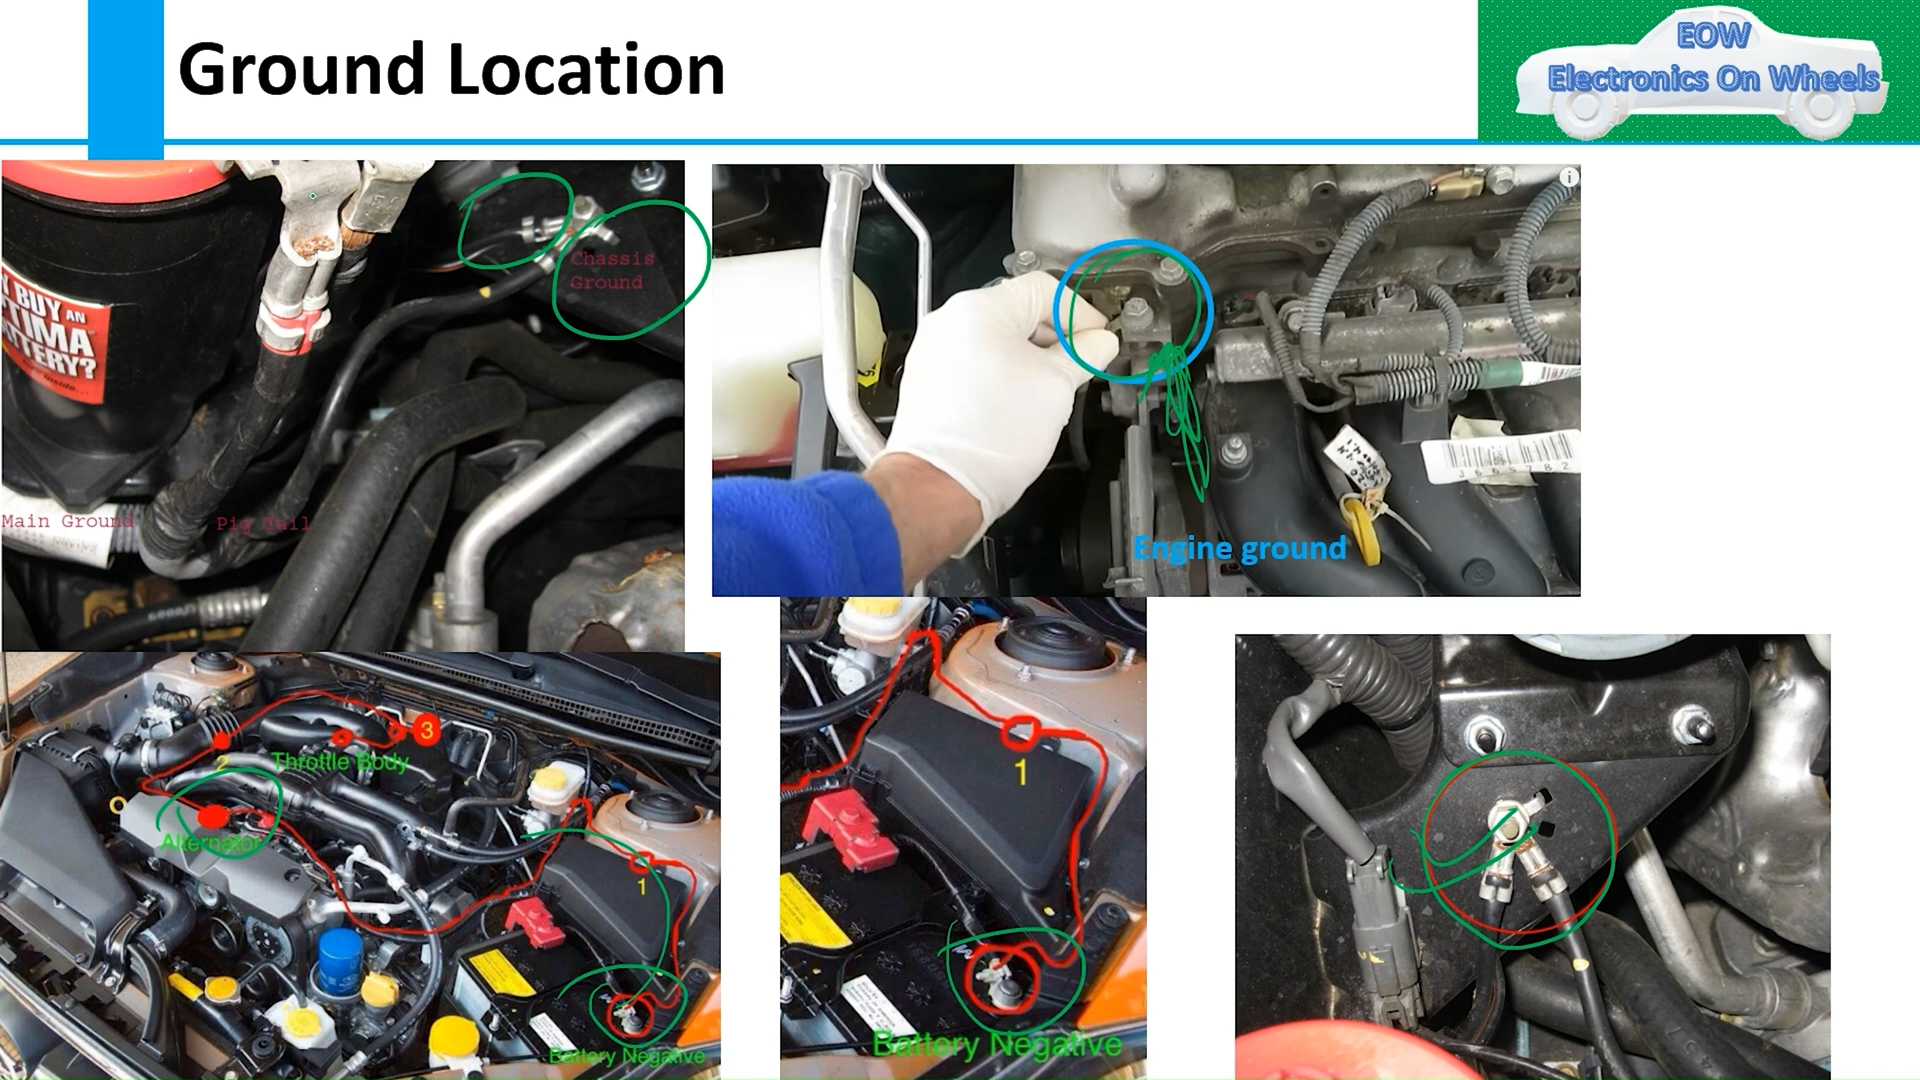 Ground Location
EOW
Electronics On Wheels
Chassis
Ground
Y BUY AN
TIMA
TTERY?
Main Ground
Pig Tail
Engine ground
3
2
Throttle Body
Alternator
1
Battery Negative
1
Battery Negative